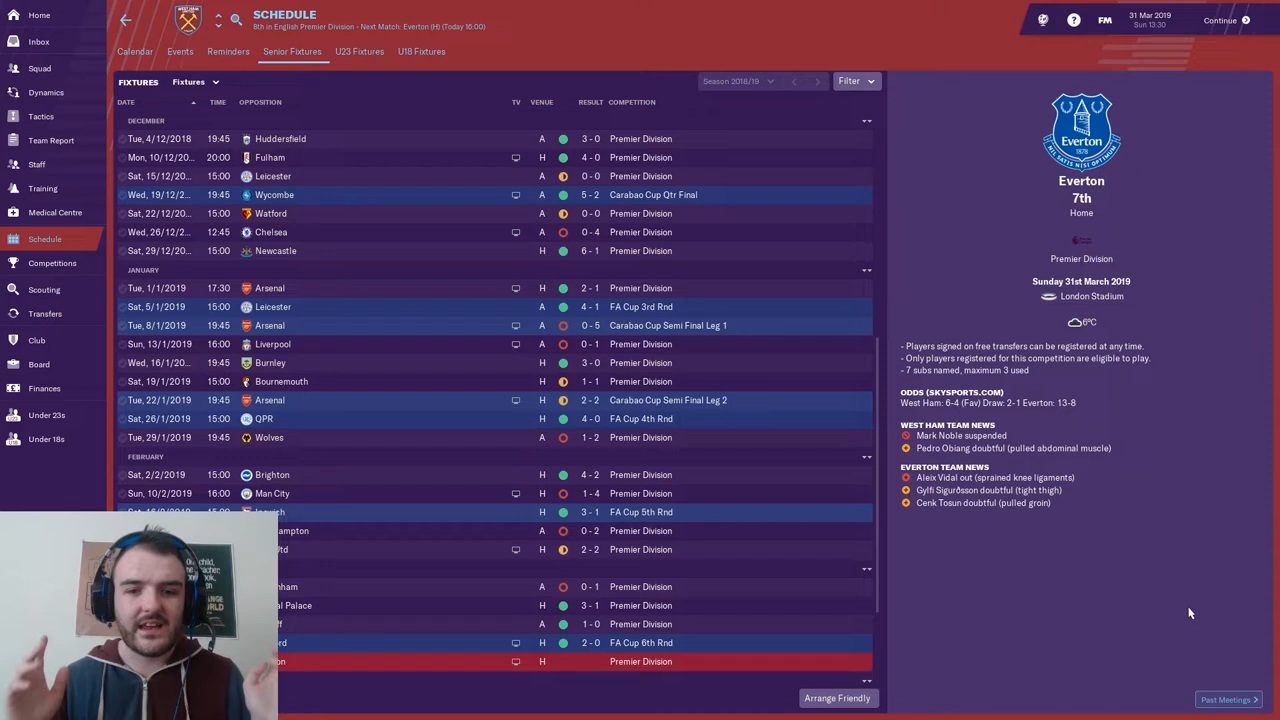 Home
Inbox
Squad
Dynamics
Tactics
Team Report
Staff
Training
Medical Centre
Schedule
Competitions
Scouting
Transfers
Club
Board
Finances
Under 23s
Under 18s
SCHEDULE
8th in English Premier Division - Next Match: Everton (H) (Today 16:00)
FM
31 Mar 2019
Sun 13:30
Continue
Calendar Events Reminders Senior Fixtures U23 Fixtures U18 Fixtures
FIXTURES Fixtures Season 2018/19 Filter
DATE TIME OPPOSITION TV VENUE RESULT COMPETITION
DECEMBER
Tue, 4/12/2018 19:45 Huddersfield A 3 - 0 Premier Division
Mon, 10/12/20... 20:00 Fulham H 4 - 0 Premier Division
Sat, 15/12/20... 15:00 Leicester A 0 - 0 Premier Division
Wed, 19/12/2... 19:45 Wycombe A 5 - 2 Carabao Cup Qtr Final
Sat, 22/12/20... 15:00 Watford A 0 - 0 Premier Division
Wed, 26/12/2... 12:45 Chelsea A 0 - 4 Premier Division
Sat, 29/12/20... 15:00 Newcastle H 6 - 1 Premier Division
JANUARY
Tue, 1/1/2019 17:30 Arsenal H 2 - 1 Premier Division
Sat, 5/1/2019 15:00 Leicester A 4 - 1 FA Cup 3rd Rnd
Tue, 8/1/2019 19:45 Arsenal A 0 - 5 Carabao Cup Semi Final Leg 1
Sun, 13/1/2019 16:00 Liverpool A 0 - 1 Premier Division
Wed, 16/1/20... 19:45 Burnley H 3 - 0 Premier Division
Sat, 19/1/2019 15:00 Bournemouth H 1 - 1 Premier Division
Tue, 22/1/2019 19:45 Arsenal H 2 - 2 Carabao Cup Semi Final Leg 2
Sat, 26/1/2019 15:00 QPR H 4 - 0 FA Cup 4th Rnd
Tue, 29/1/2019 19:45 Wolves A 1 - 2 Premier Division
FEBRUARY
Sat, 2/2/2019 15:00 Brighton H 4 - 2 Premier Division
Sun, 10/2/2019 16:00 Man City H 1 - 4 Premier Division
H 3 - 1 FA Cup 5th Rnd
ampton A 0 - 2 Premier Division
H 2 - 2 Premier Division
nham A 0 - 1 Premier Division
al Palace H 3 - 1 Premier Division
A 1 - 0 Premier Division
rd H 2 - 0 FA Cup 6th Rnd
on H Premier Division
Arrange Friendly
Everton
1878
NIL SATIS NISI OPTIMUM
Everton
7th
Home
Premier Division
Sunday 31st March 2019
London Stadium
6°C
- Players signed on free transfers can be registered at any time.
- Only players registered for this competition are eligible to play.
- 7 subs named, maximum 3 used
ODDS (SKYSPORTS.COM)
West Ham: 6-4 (Fav) Draw: 2-1 Everton: 13-8
WEST HAM TEAM NEWS
Mark Noble suspended
Pedro Obiang doubtful (pulled abdominal muscle)
EVERTON TEAM NEWS
Aleix Vidal out (sprained knee ligaments)
Gylfi Sigurðsson doubtful (tight thigh)
Cenk Tosun doubtful (pulled groin)
Past Meetings